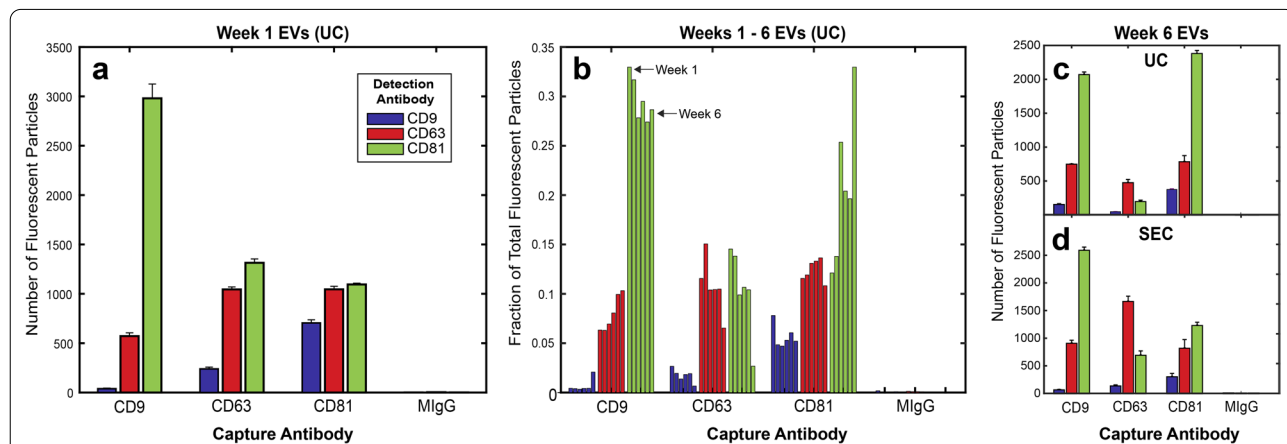 Week 1 EVs (UC)
a
Number of Fluorescent Particles
3500
3000
2500
2000
1500
1000
500
0
Detection
Antibody
CD9
CD63
CD81
CD9
CD63
CD81
MIgG
Capture Antibody
Weeks 1 - 6 EVs (UC)
b
Fraction of Total Fluorescent Particles
0.35
0.3
0.25
0.2
0.15
0.1
0.05
0
Week 1
Week 6
CD9
CD63
CD81
MIgG
Capture Antibody
Week 6 EVs
Number of Fluorescent Particles
c
UC
2500
2000
1500
1000
500
d
SEC
2500
2000
1500
1000
500
0
CD9
CD63
CD81
MIgG
Capture Antibody